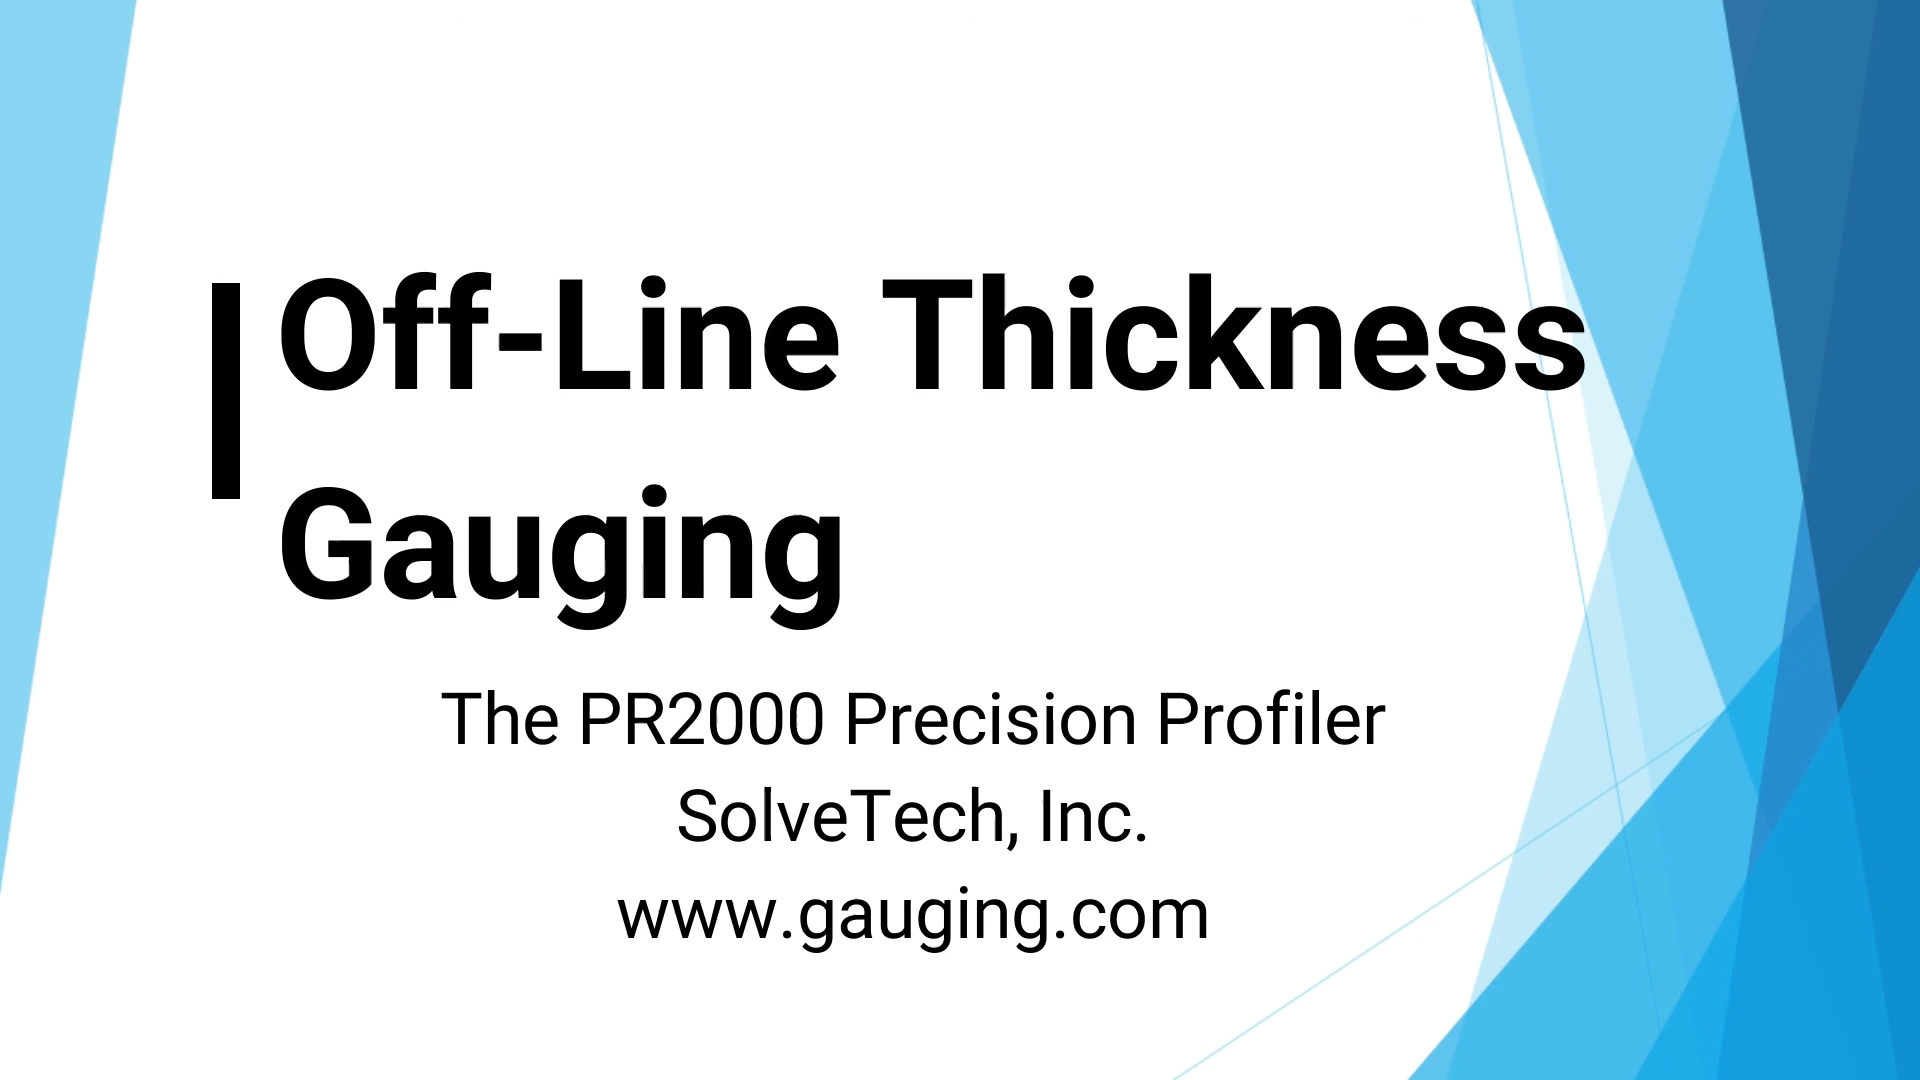 Off-Line Thickness
Gauging
The PR2000 Precision Profiler
SolveTech, Inc.
www.gauging.com